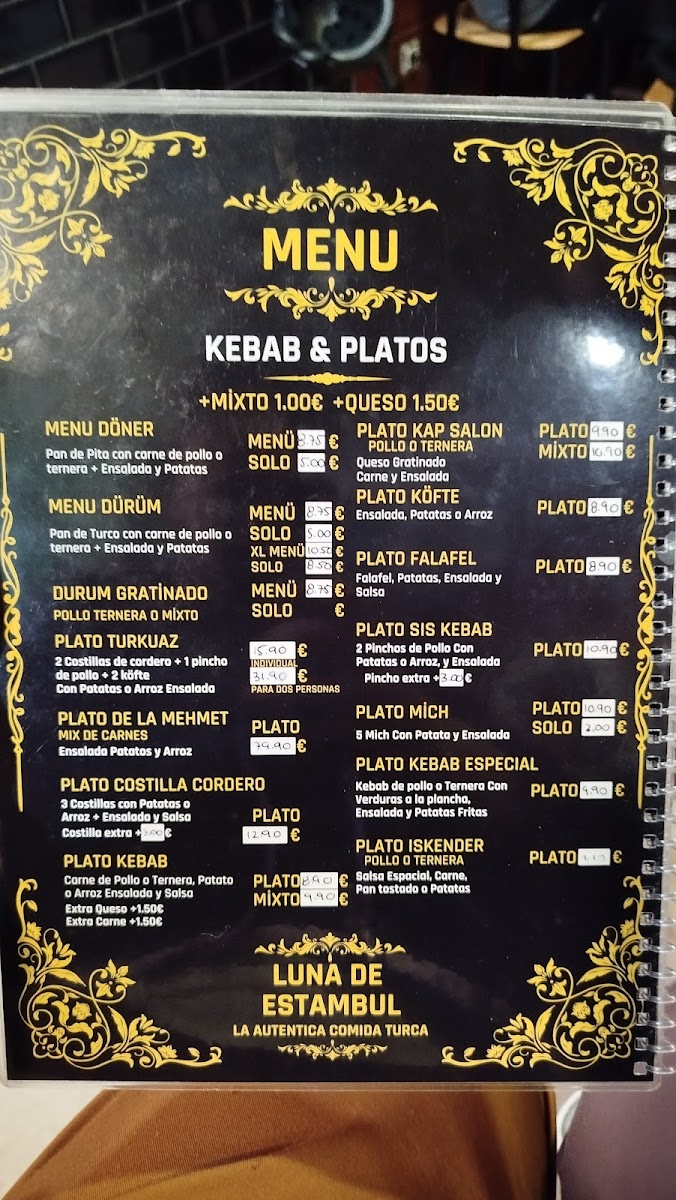 MENU
KEBAB & PLATOS
+MİXTO 1.00€ +QUESO 1.50€
MENU DÖNER
Pan de Pita con carne de pollo o
ternera + Ensalada y Patatas
MENÜ 8.75 €
SOLO 5.00 €
MENU DÜRÜM
Pan de Turco con carne de pollo o
ternera + Ensalada y Patatas
MENÜ 8.75 €
SOLO 5.00 €
XL MENÜ 10.50 €
SOLO 8.50 €
DURUM GRATİNADO
POLLO TERNERA O MİXTO
MENÜ 8.75 €
SOLO €
PLATO TURKUAZ
2 Costillas de cordero + 1 pincho
de pollo + 2 köfte
Con Patatas o Arroz Ensalada
15.90 €
INDIVIDUAL
31.90 €
PARA DOS PERSONAS
PLATO DE LA MEHMET
MIX DE CARNES
Ensalada Patatos y Arroz
PLATO
79.90 €
PLATO COSTILLA CORDERO
3 Costillas con Patatas o
Arroz + Ensalada y Salsa
Costilla extra +3.00 €
PLATO
12.90 €
PLATO KEBAB
Carne de Pollo o Ternera, Patato
o Arroz Ensalada y Salsa
Extra Queso +1.50€
Extra Carne +1.50€
PLATO 8.90 €
MİXTO 9.90 €
PLATO KAP SALON
POLLO O TERNERA
Queso Gratinado
Carne y Ensalada
PLATO 9.90 €
MİXTO 10.90 €
PLATO KÖFTE
Ensalada, Patatas o Arroz
PLATO 8.90 €
PLATO FALAFEL
Falafel, Patatas, Ensalada y
Salsa
PLATO 8.90 €
PLATO SIS KEBAB
2 Pinchos de Pollo Con
Patatas o Arroz, y Ensalada
Pincho extra +3.00 €
PLATO 10.90 €
PLATO MİCH
5 Mich Con Patata y Ensalada
PLATO 10.90 €
SOLO 2.00 €
PLATO KEBAB ESPECIAL
Kebab de pollo o Ternera Con
Verduras a la plancha,
Ensalada y Patatas Fritas
PLATO 9.90 €
PLATO ISKENDER
POLLO O TERNERA
Salsa Espacial, Carne,
Pan tostado o Patatas
PLATO €
LUNA DE
ESTAMBUL
LA AUTENTICA COMIDA TURCA